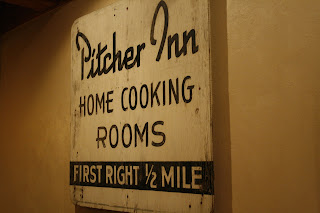 Pitcher Inn
HOME COOKING
ROOMS
FIRST RIGHT 1/2 MILE